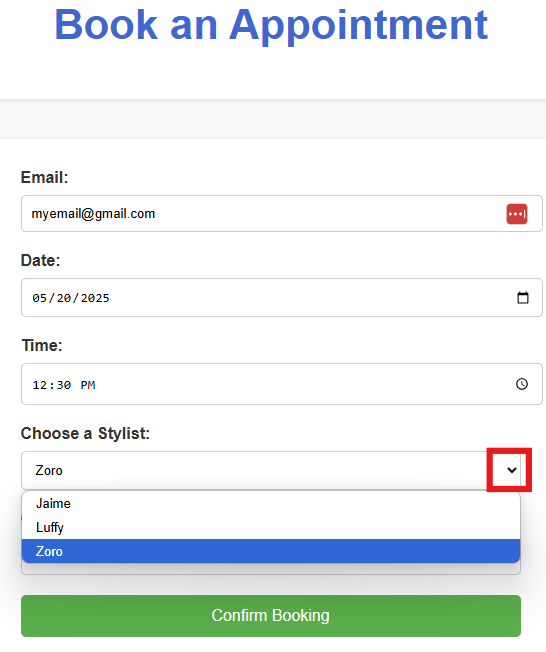 Book an Appointment
Email:
myemail@gmail.com
Date:
05/20/2025
Time:
12:30 PM
Choose a Stylist:
Zoro
Jaime
Luffy
Zoro
Confirm Booking